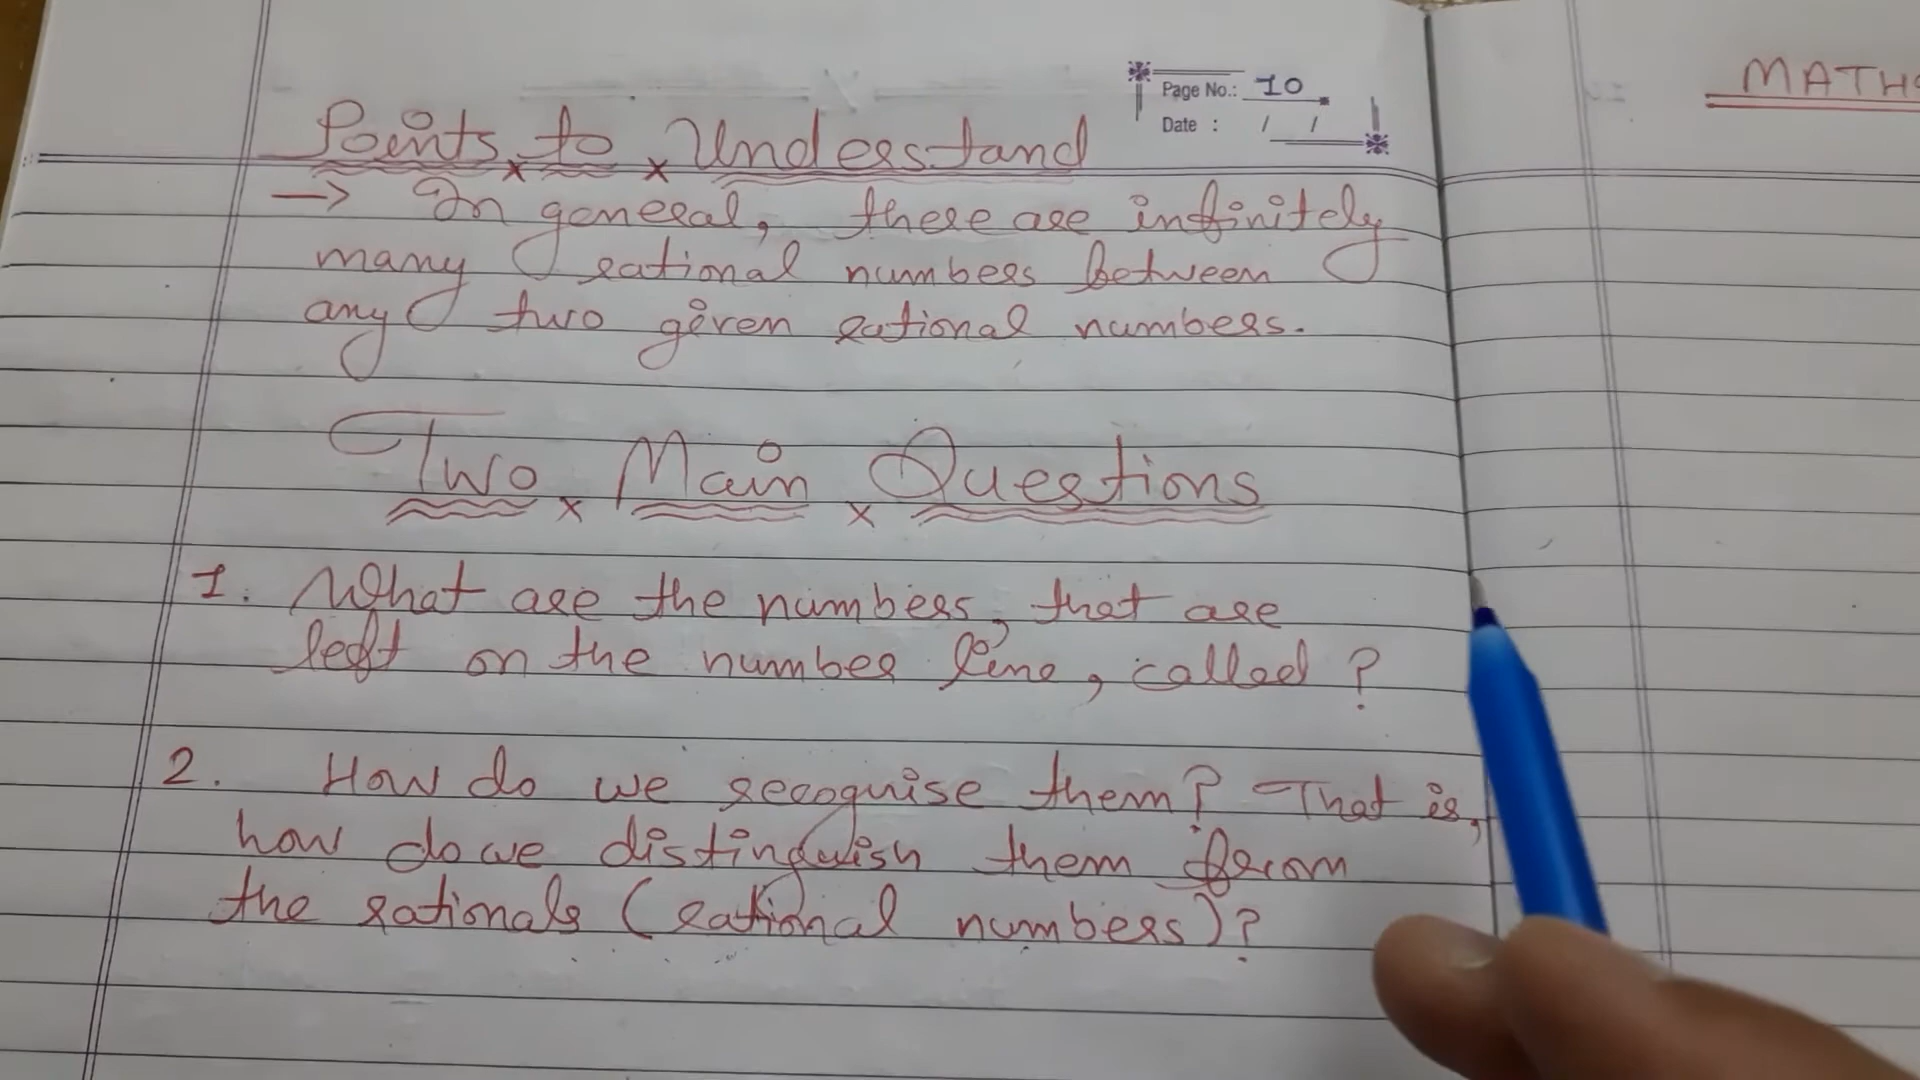 Page No.: 10
Date : / /
MATHS
Points to Understand
→ In general, there are infinitely
many rational numbers between
any two given rational numbers.
Two Main Questions
1. What are the numbers, that are
left on the number line, called ?
2. How do we recognise them? That is,
how do we distinguish them from
the rationals (rational numbers)?